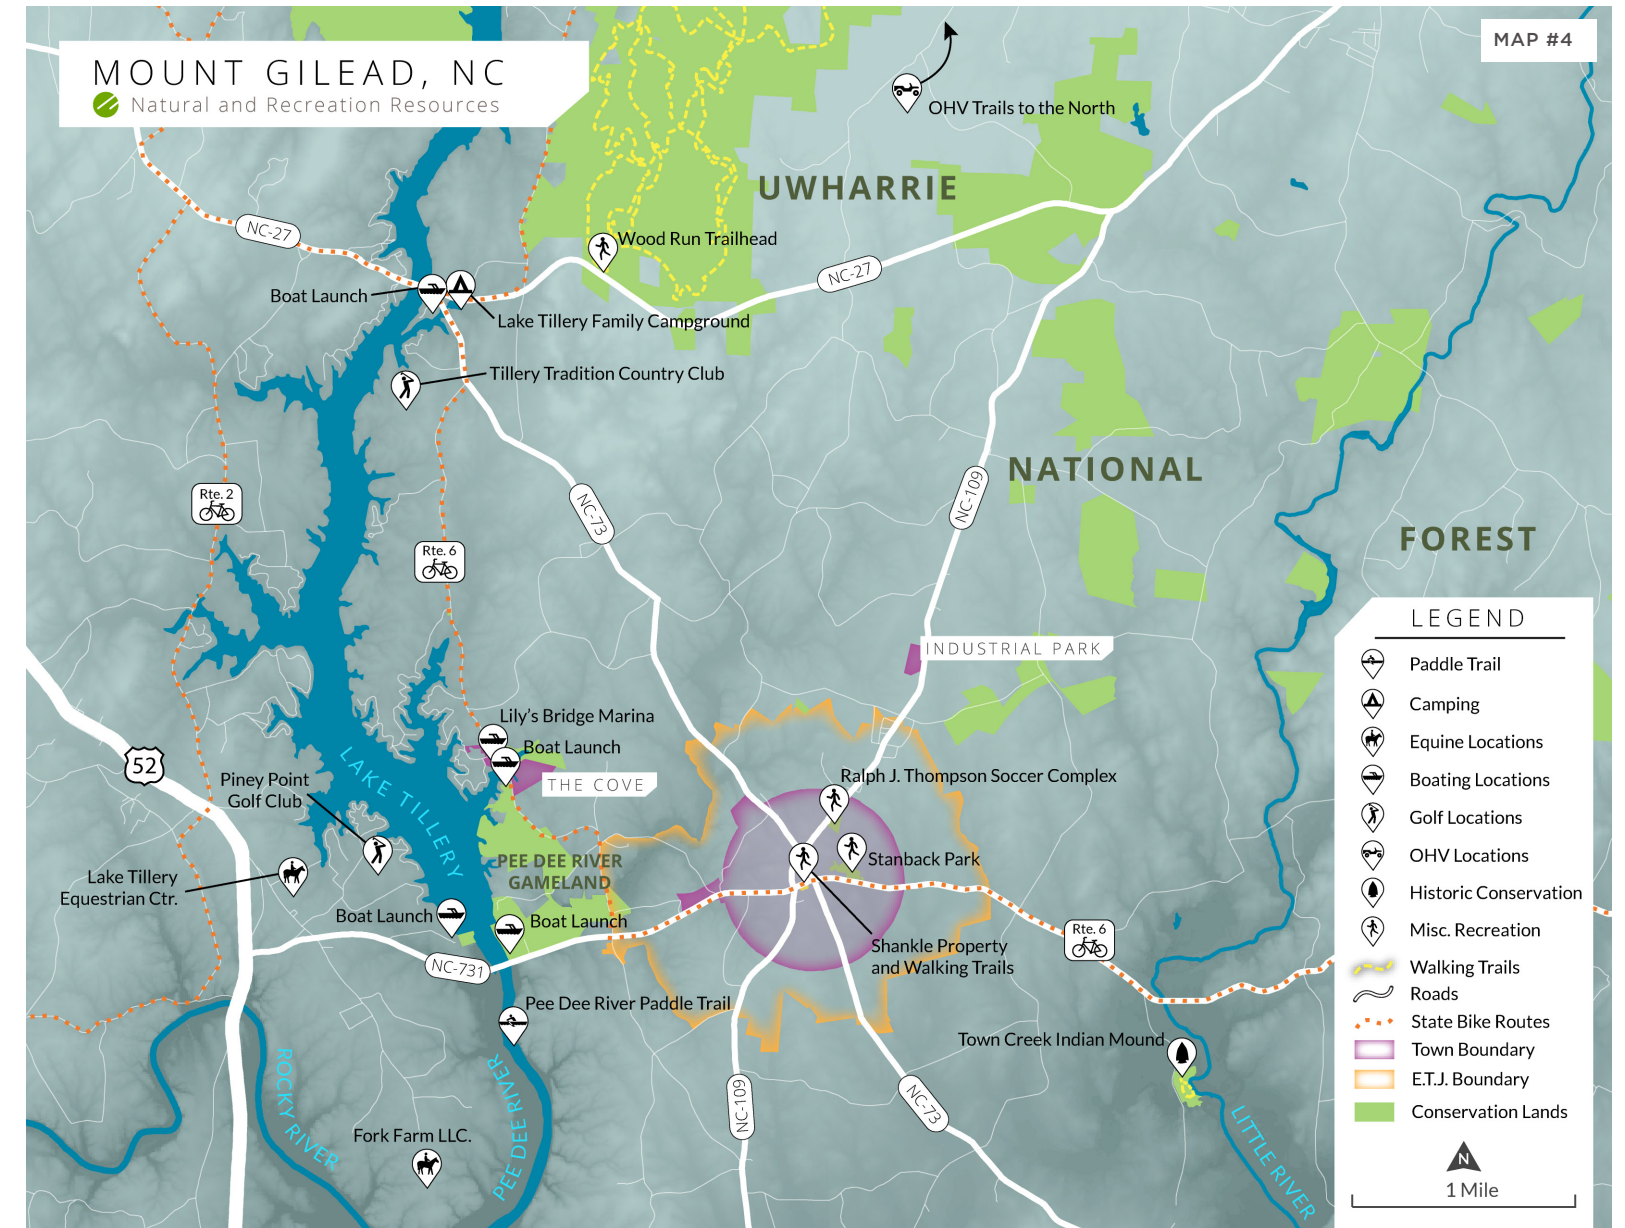 MAP #4
MOUNT GILEAD, NC
Natural and Recreation Resources
OHV Trails to the North
UWHARRIE
NC-27
Wood Run Trailhead
NC-27
Boat Launch
Lake Tillery Family Campground
Tillery Tradition Country Club
NATIONAL
NC-109
Rte. 2
NC-73
FOREST
Rte. 6
LEGEND
INDUSTRIAL PARK
Paddle Trail
Camping
Equine Locations
Boating Locations
Golf Locations
OHV Locations
Historic Conservation
Misc. Recreation
Walking Trails
Roads
State Bike Routes
Town Boundary
E.T.J. Boundary
Conservation Lands
N
1 Mile
Lily's Bridge Marina
Boat Launch
52
THE COVE
Piney Point
Golf Club
LAKE TILLERY
Ralph J. Thompson Soccer Complex
Stanback Park
PEE DEE RIVER
GAMELAND
Lake Tillery
Equestrian Ctr.
Boat Launch
Boat Launch
Rte. 6
Shankle Property
and Walking Trails
NC-731
Pee Dee River Paddle Trail
Town Creek Indian Mound
ROCKY RIVER
PEE DEE RIVER
NC-109
NC-73
LITTLE RIVER
Fork Farm LLC.